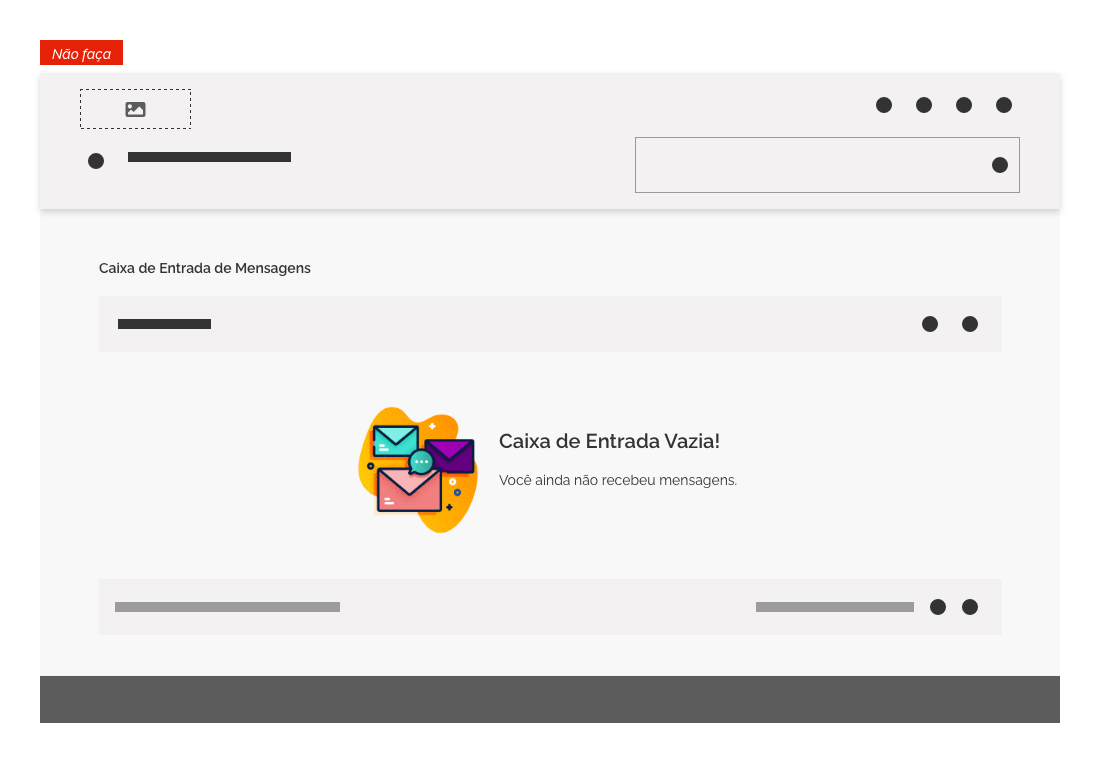 Não faça
Caixa de Entrada de Mensagens
Caixa de Entrada Vazia!
Você ainda não recebeu mensagens.